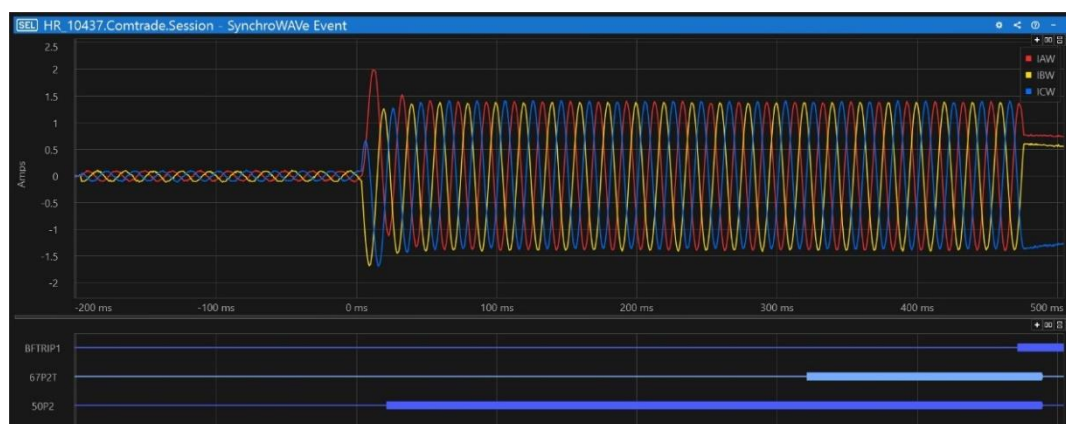 SEL HR_10437.Comtrade.Session - SynchroWAVe Event
2.5
IAW
2
IBW
1.5
ICW
1
0.5
Amps
0
-0.5
-1
-1.5
-2
-200 ms -100 ms 0 ms 100 ms 200 ms 300 ms 400 ms 500 ms
BFTRIP1
67P2T
50P2